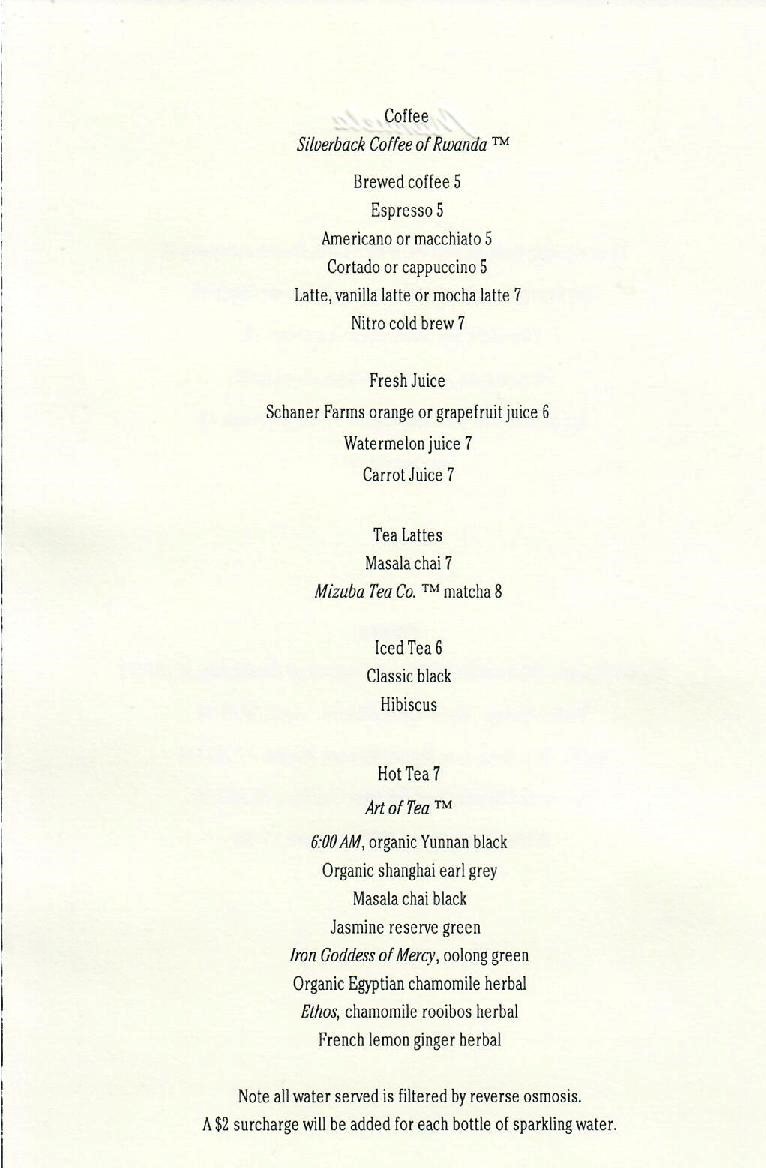 Coffee
Silverback Coffee of Rwanda ™
Brewed coffee 5
Espresso 5
Americano or macchiato 5
Cortado or cappuccino 5
Latte, vanilla latte or mocha latte 7
Nitro cold brew 7
Fresh Juice
Schaner Farms orange or grapefruit juice 6
Watermelon juice 7
Carrot Juice 7
Tea Lattes
Masala chai 7
Mizuba Tea Co. ™ matcha 8
Iced Tea 6
Classic black
Hibiscus
Hot Tea 7
Art of Tea ™
6:00 AM, organic Yunnan black
Organic shanghai earl grey
Masala chai black
Jasmine reserve green
Iron Goddess of Mercy, oolong green
Organic Egyptian chamomile herbal
Ethos, chamomile rooibos herbal
French lemon ginger herbal
Note all water served is filtered by reverse osmosis.
A $2 surcharge will be added for each bottle of sparkling water.